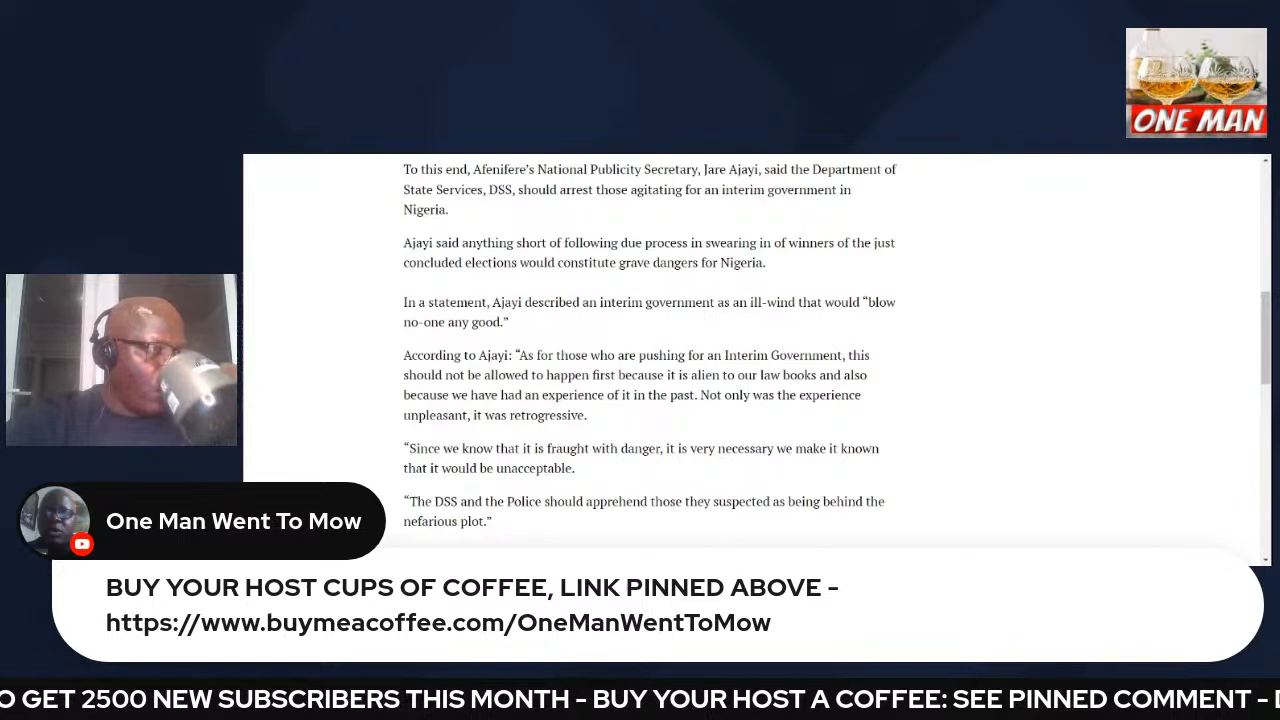 ONE MAN
To this end, Afenifere’s National Publicity Secretary, Jare Ajayi, said the Department of
State Services, DSS, should arrest those agitating for an interim government in
Nigeria.
Ajayi said anything short of following due process in swearing in of winners of the just
concluded elections would constitute grave dangers for Nigeria.
In a statement, Ajayi described an interim government as an ill-wind that would “blow
no-one any good.”
According to Ajayi: “As for those who are pushing for an Interim Government, this
should not be allowed to happen first because it is alien to our law books and also
because we have had an experience of it in the past. Not only was the experience
unpleasant, it was retrogressive.
“Since we know that it is fraught with danger, it is very necessary we make it known
that it would be unacceptable.
“The DSS and the Police should apprehend those they suspected as being behind the
nefarious plot.”
One Man Went To Mow
BUY YOUR HOST CUPS OF COFFEE, LINK PINNED ABOVE -
https://www.buymeacoffee.com/OneManWentToMow
O GET 2500 NEW SUBSCRIBERS THIS MONTH - BUY YOUR HOST A COFFEE: SEE PINNED COMMENT -